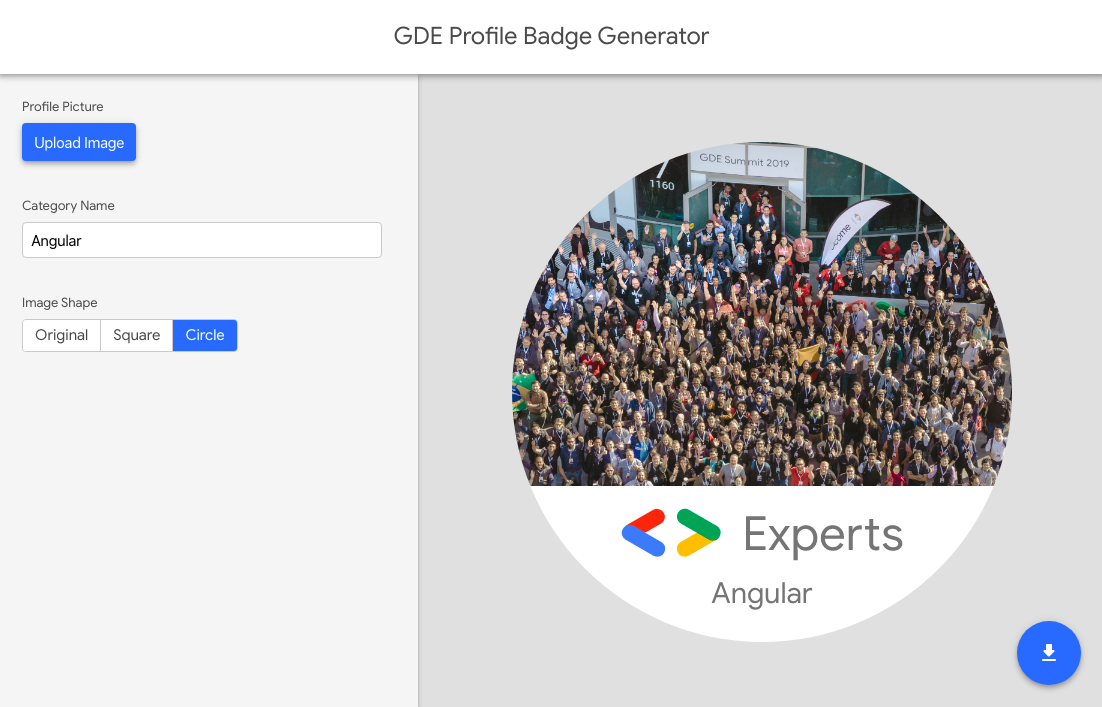 GDE Profile Badge Generator
Profile Picture
Upload Image
Category Name
Angular
Image Shape
Original Square Circle
GDE Summit 2019
1160
come
Experts
Angular